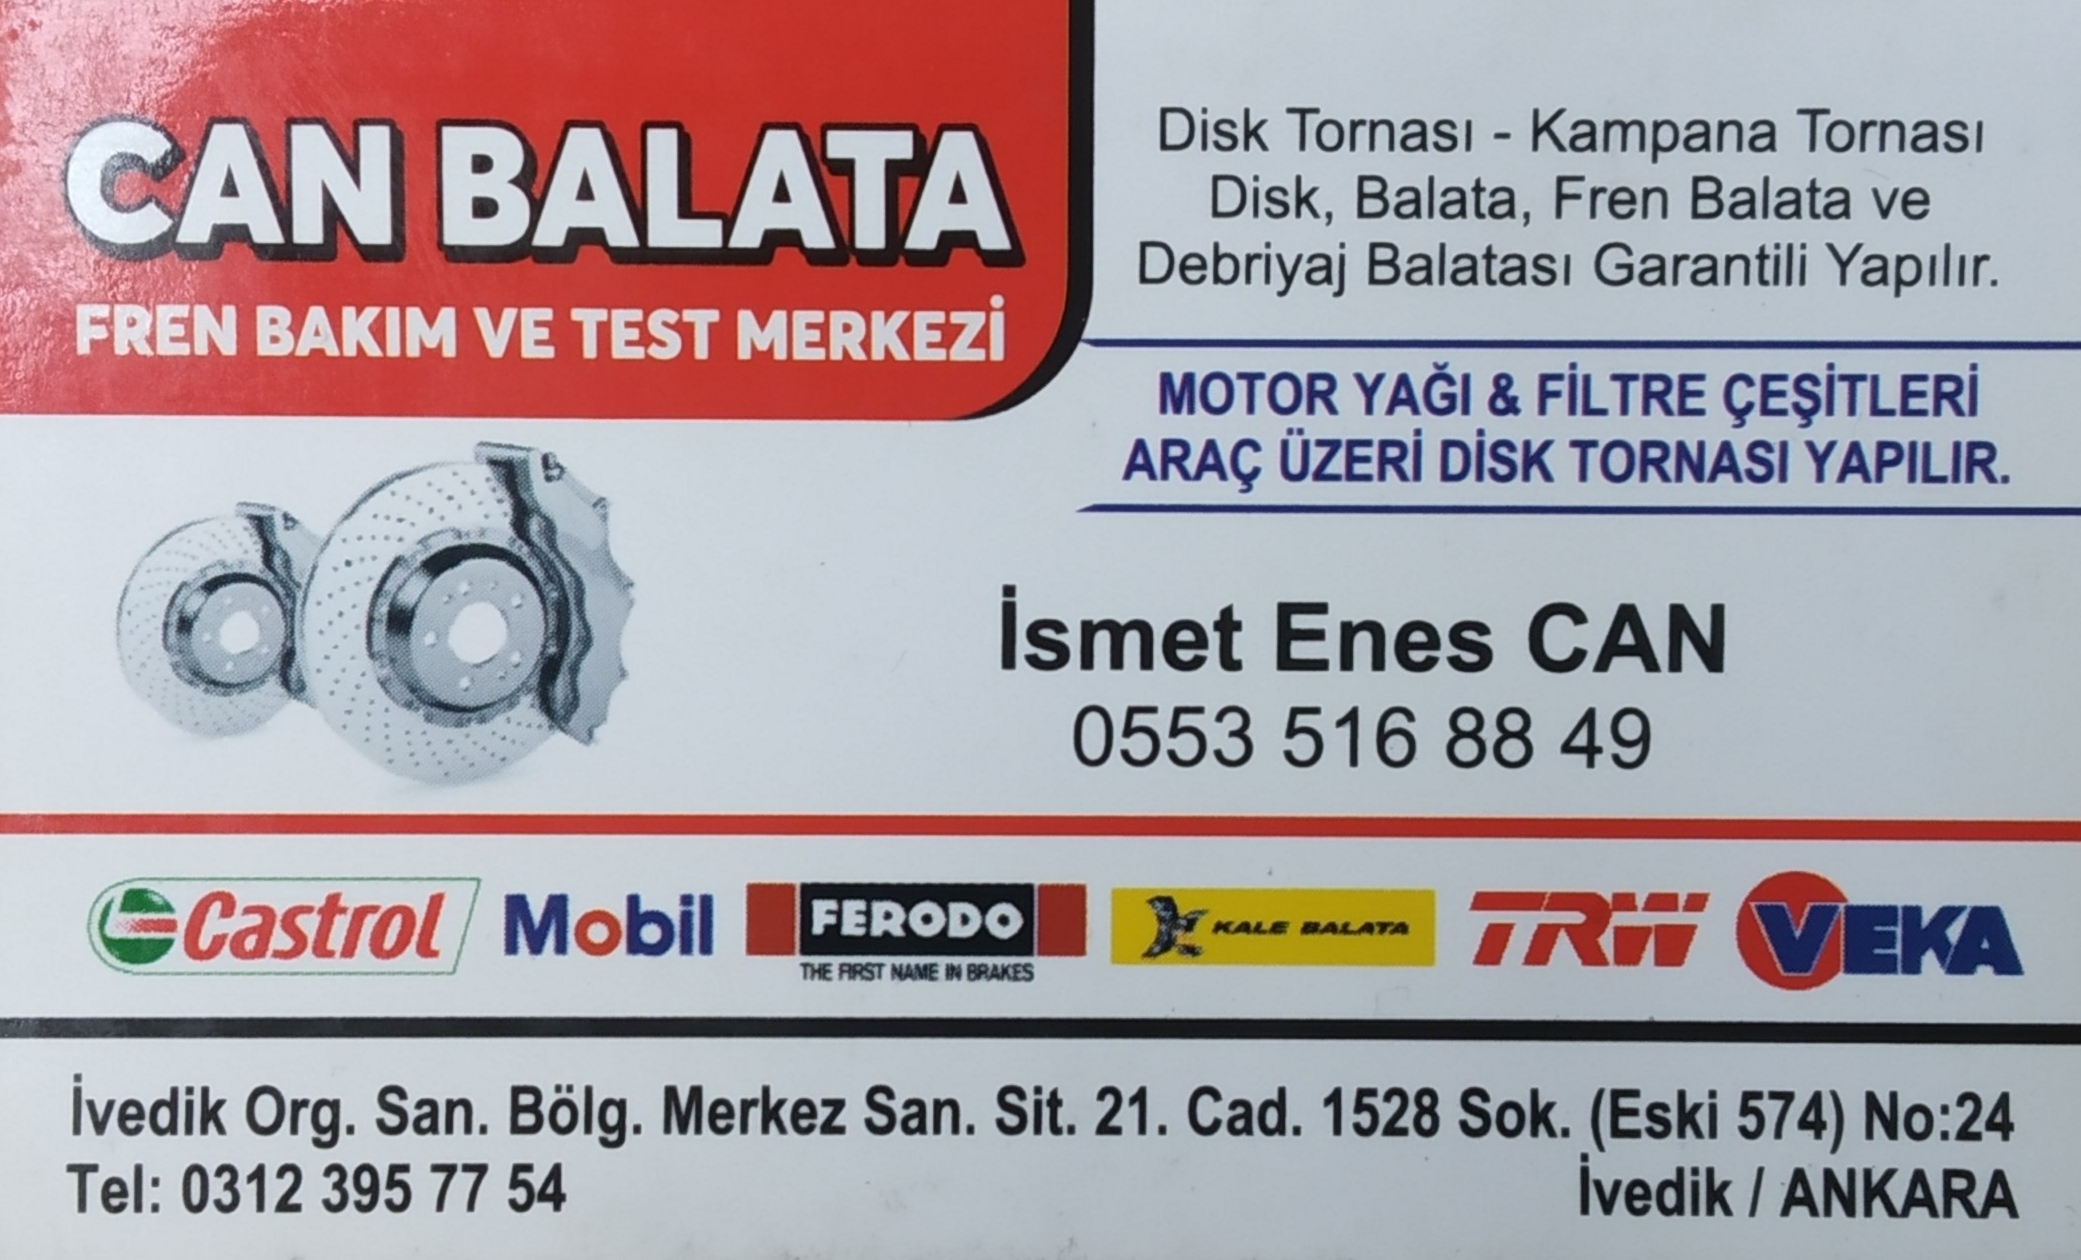 CAN BALATA
FREN BAKIM VE TEST MERKEZİ
Disk Tornası - Kampana Tornası
Disk, Balata, Fren Balata ve
Debriyaj Balatası Garantili Yapılır.
MOTOR YAĞI & FİLTRE ÇEŞİTLERİ
ARAÇ ÜZERİ DİSK TORNASI YAPILIR.
İsmet Enes CAN
0553 516 88 49
Castrol Mobil FERODO KALE BALATA TRW VEKA
THE FIRST NAME IN BRAKES
İvedik Org. San. Bölg. Merkez San. Sit. 21. Cad. 1528 Sok. (Eski 574) No:24
Tel: 0312 395 77 54 İvedik / ANKARA